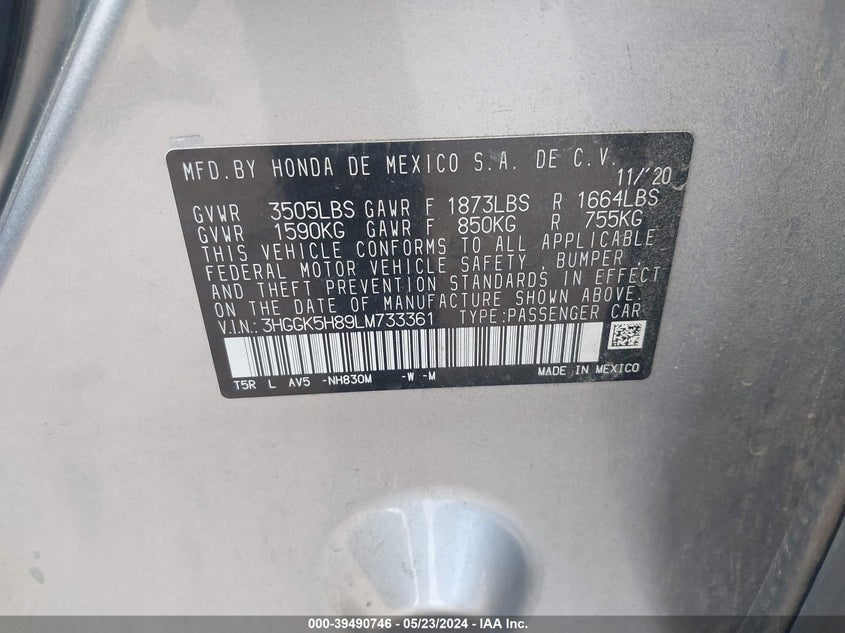 MFD.BY HONDA DE MEXICO S.A. DE C.V.
11/'20
GVWR 3505LBS GAWR F 1873LBS R 1664LBS
GVWR 1590KG GAWR F 850KG R 755KG
THIS VEHICLE CONFORMS TO ALL APPLICABLE
FEDERAL MOTOR VEHICLE SAFETY, BUMPER,
AND THEFT PREVENTION STANDARDS IN EFFECT
ON THE DATE OF MANUFACTURE SHOWN ABOVE.
V.I.N.: 3HGGK5H89LM733361 TYPE:PASSENGER CAR
T5R L AV5 -NH830M -W -M MADE IN MEXICO
000-39490746 — 05/23/2024 — IAA Inc.